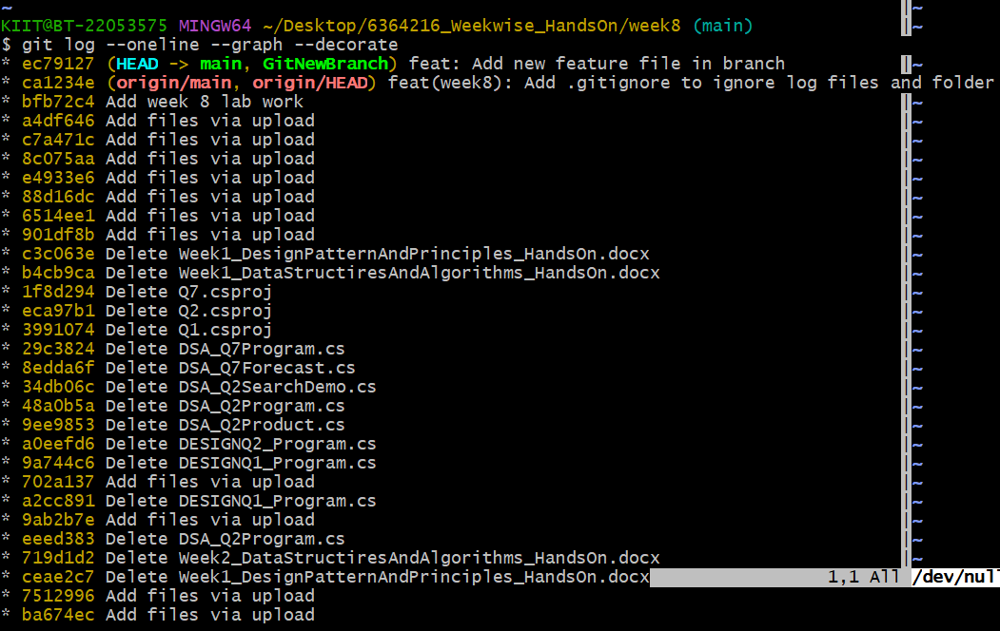 ~ ~
KIIT@BT-22053575 MINGW64 ~/Desktop/6364216_Weekwise_HandsOn/week8 (main) ~
$ git log --oneline --graph --decorate
* ec79127 (HEAD -> main, GitNewBranch) feat: Add new feature file in branch ~
* ca1234e (origin/main, origin/HEAD) feat(week8): Add .gitignore to ignore log files and folder
* bfb72c4 Add week 8 lab work ~
* a4df646 Add files via upload ~
* c7a471c Add files via upload ~
* 8c075aa Add files via upload ~
* e4933e6 Add files via upload ~
* 88d16dc Add files via upload ~
* 6514ee1 Add files via upload ~
* 901df8b Add files via upload ~
* c3c063e Delete Week1_DesignPatternAndPrinciples_HandsOn.docx ~
* b4cb9ca Delete Week1_DataStructiresAndAlgorithms_HandsOn.docx ~
* 1f8d294 Delete Q7.csproj ~
* eca97b1 Delete Q2.csproj ~
* 3991074 Delete Q1.csproj ~
* 29c3824 Delete DSA_Q7Program.cs ~
* 8edda6f Delete DSA_Q7Forecast.cs ~
* 34db06c Delete DSA_Q2SearchDemo.cs ~
* 48a0b5a Delete DSA_Q2Program.cs ~
* 9ee9853 Delete DSA_Q2Product.cs ~
* a0eefd6 Delete DESIGNQ2_Program.cs ~
* 9a744c6 Delete DESIGNQ1_Program.cs ~
* 702a137 Add files via upload ~
* a2cc891 Delete DESIGNQ1_Program.cs ~
* 9ab2b7e Add files via upload ~
* eeed383 Delete DSA_Q2Program.cs ~
* 719d1d2 Delete Week2_DataStructiresAndAlgorithms_HandsOn.docx ~
* ceae2c7 Delete Week1_DesignPatternAndPrinciples_HandsOn.docx 1,1 All /dev/null
* 7512996 Add files via upload
* ba674ec Add files via upload